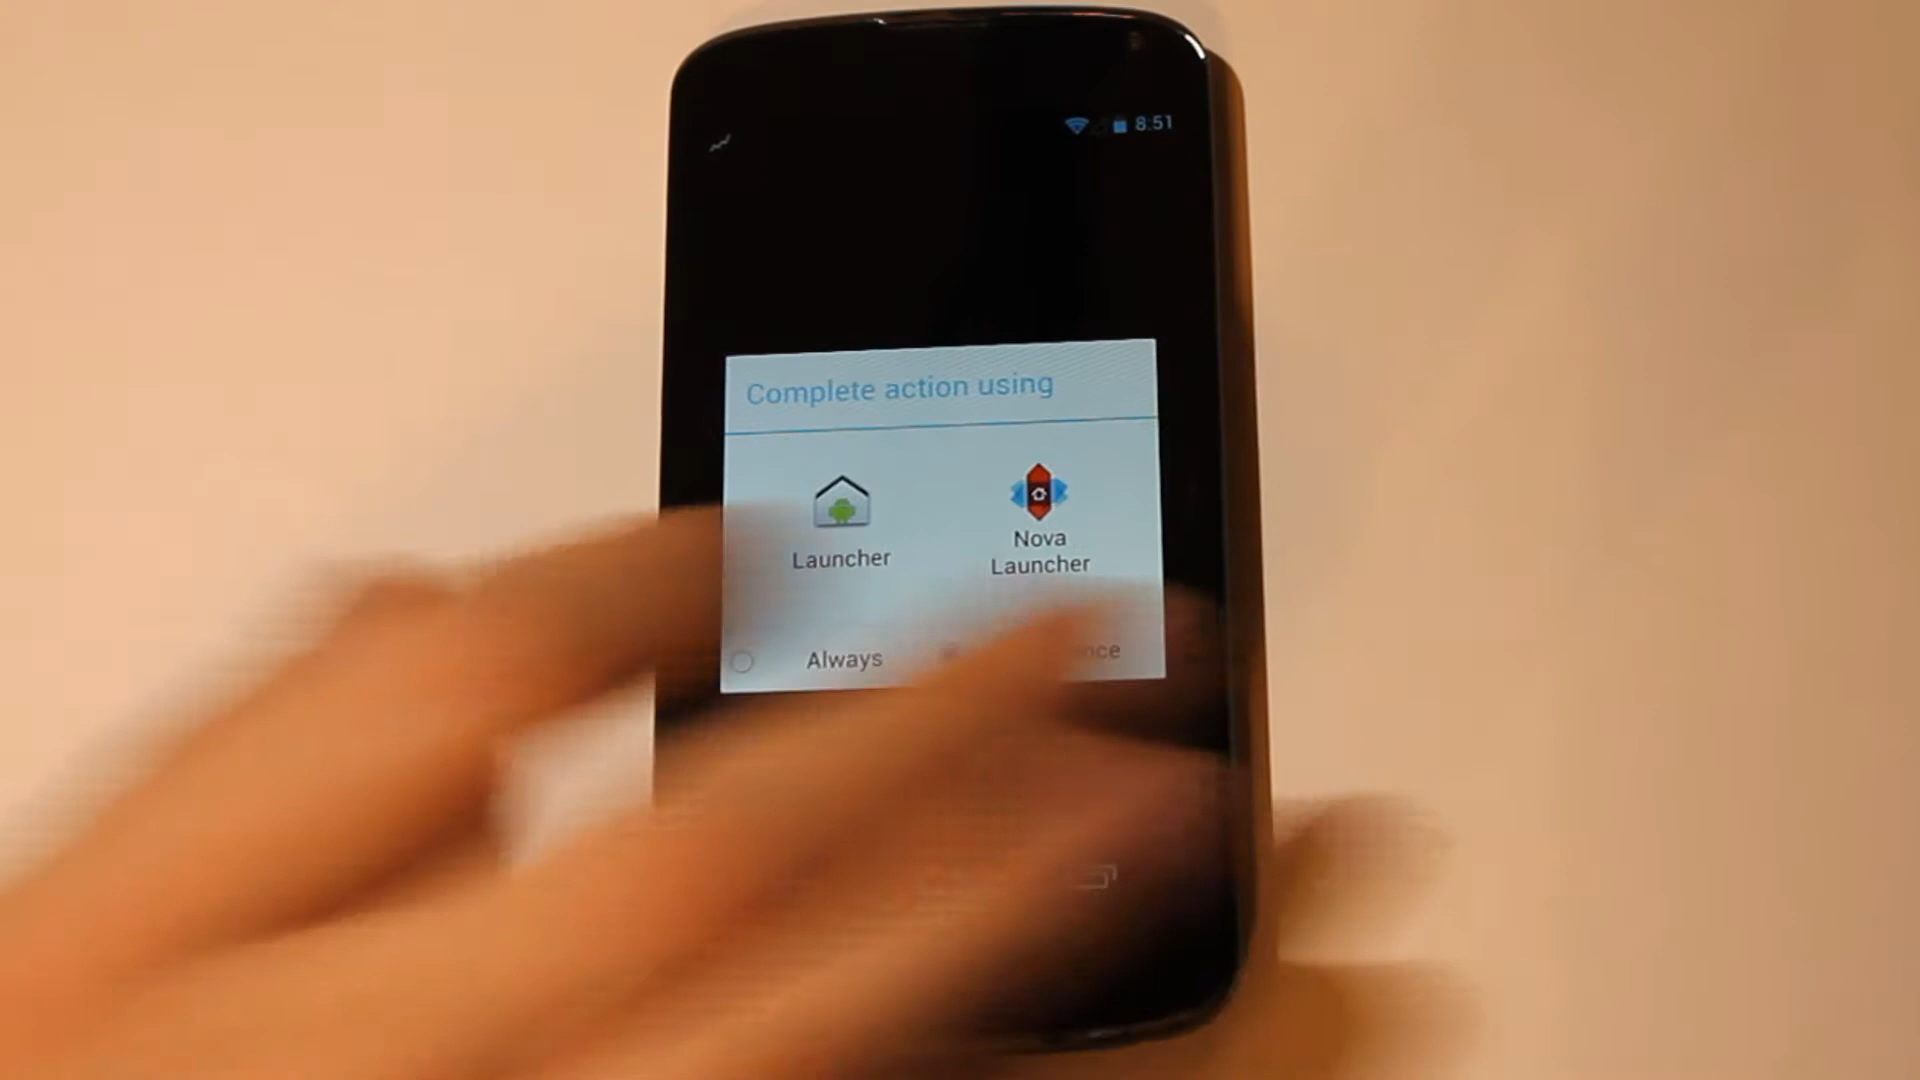 8:51
Complete action using
Launcher
Nova
Launcher
Always